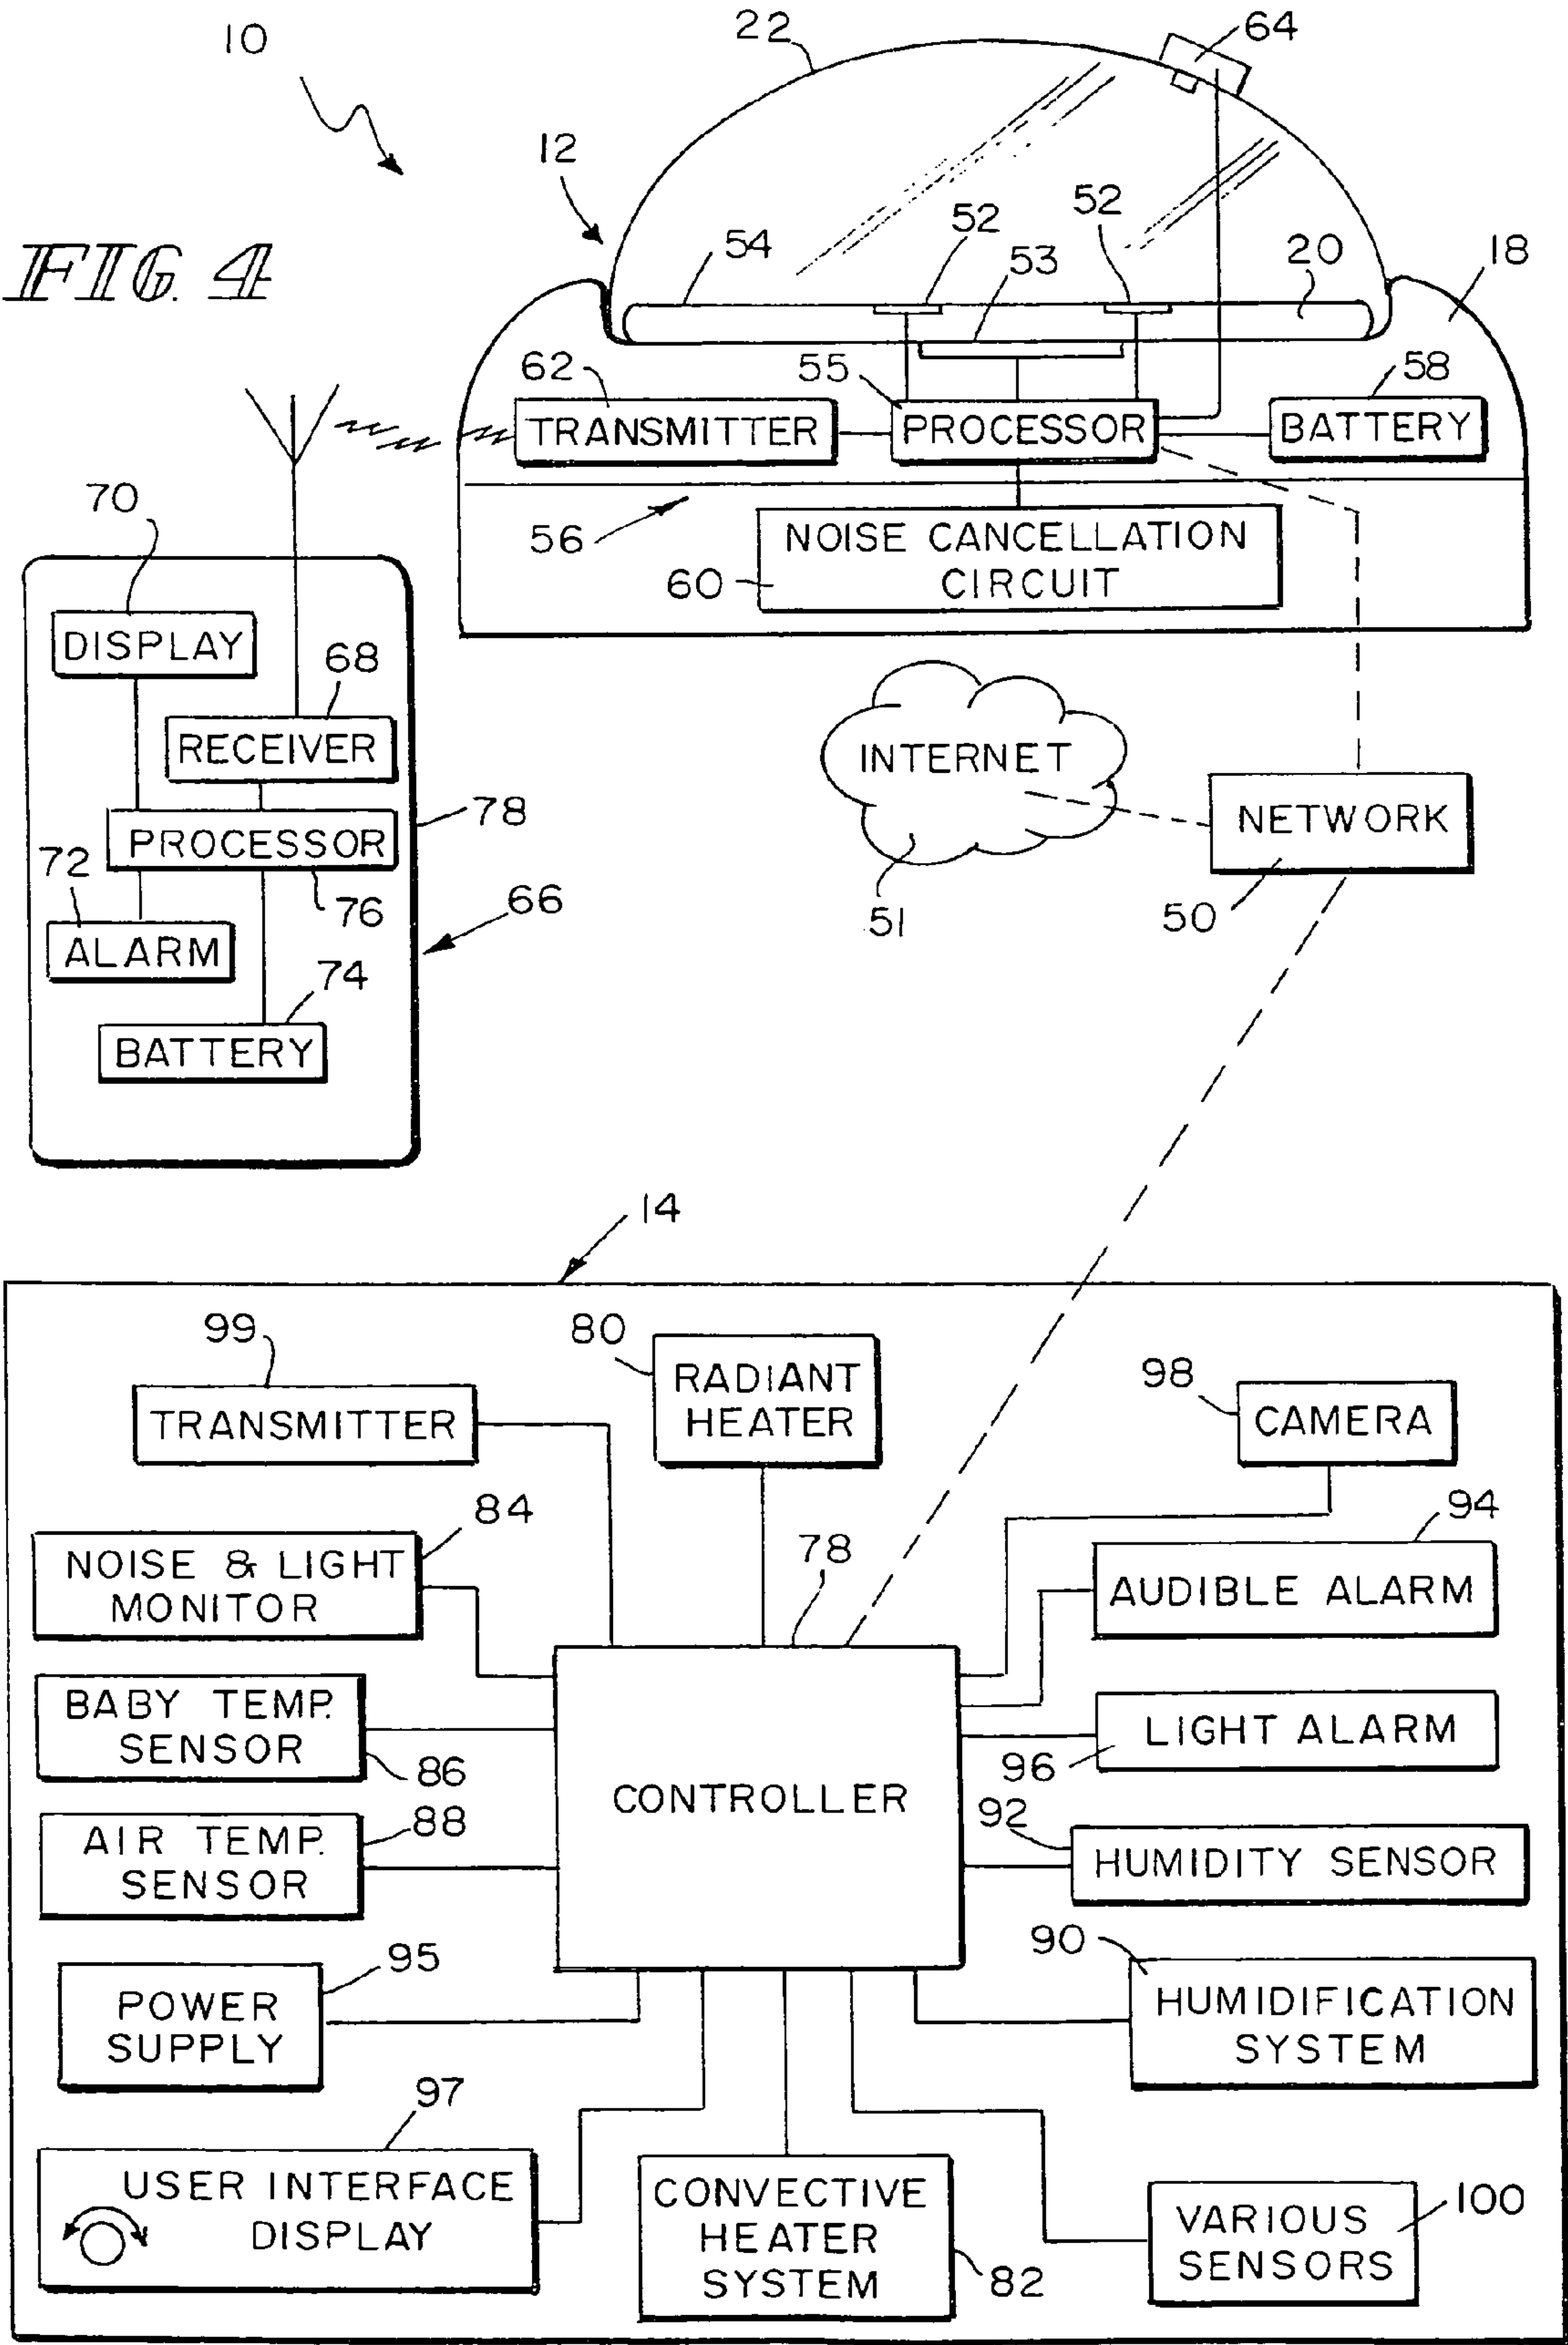 10
22
64
12
FIG. 4
54
52
52
53
20
18
62
55
58
TRANSMITTER
PROCESSOR
BATTERY
56
NOISE CANCELLATION
CIRCUIT
60
70
DISPLAY
68
RECEIVER
78
PROCESSOR
72
76
66
ALARM
74
BATTERY
INTERNET
51
NETWORK
50
14
99
TRANSMITTER
80
RADIANT
HEATER
98
CAMERA
84
NOISE & LIGHT
MONITOR
78
94
AUDIBLE ALARM
BABY TEMP.
SENSOR
86
CONTROLLER
LIGHT ALARM
96
AIR TEMP.
SENSOR
88
92
HUMIDITY SENSOR
95
POWER
SUPPLY
90
HUMIDIFICATION
SYSTEM
97
USER INTERFACE
DISPLAY
CONVECTIVE
HEATER
SYSTEM
82
VARIOUS
SENSORS
100